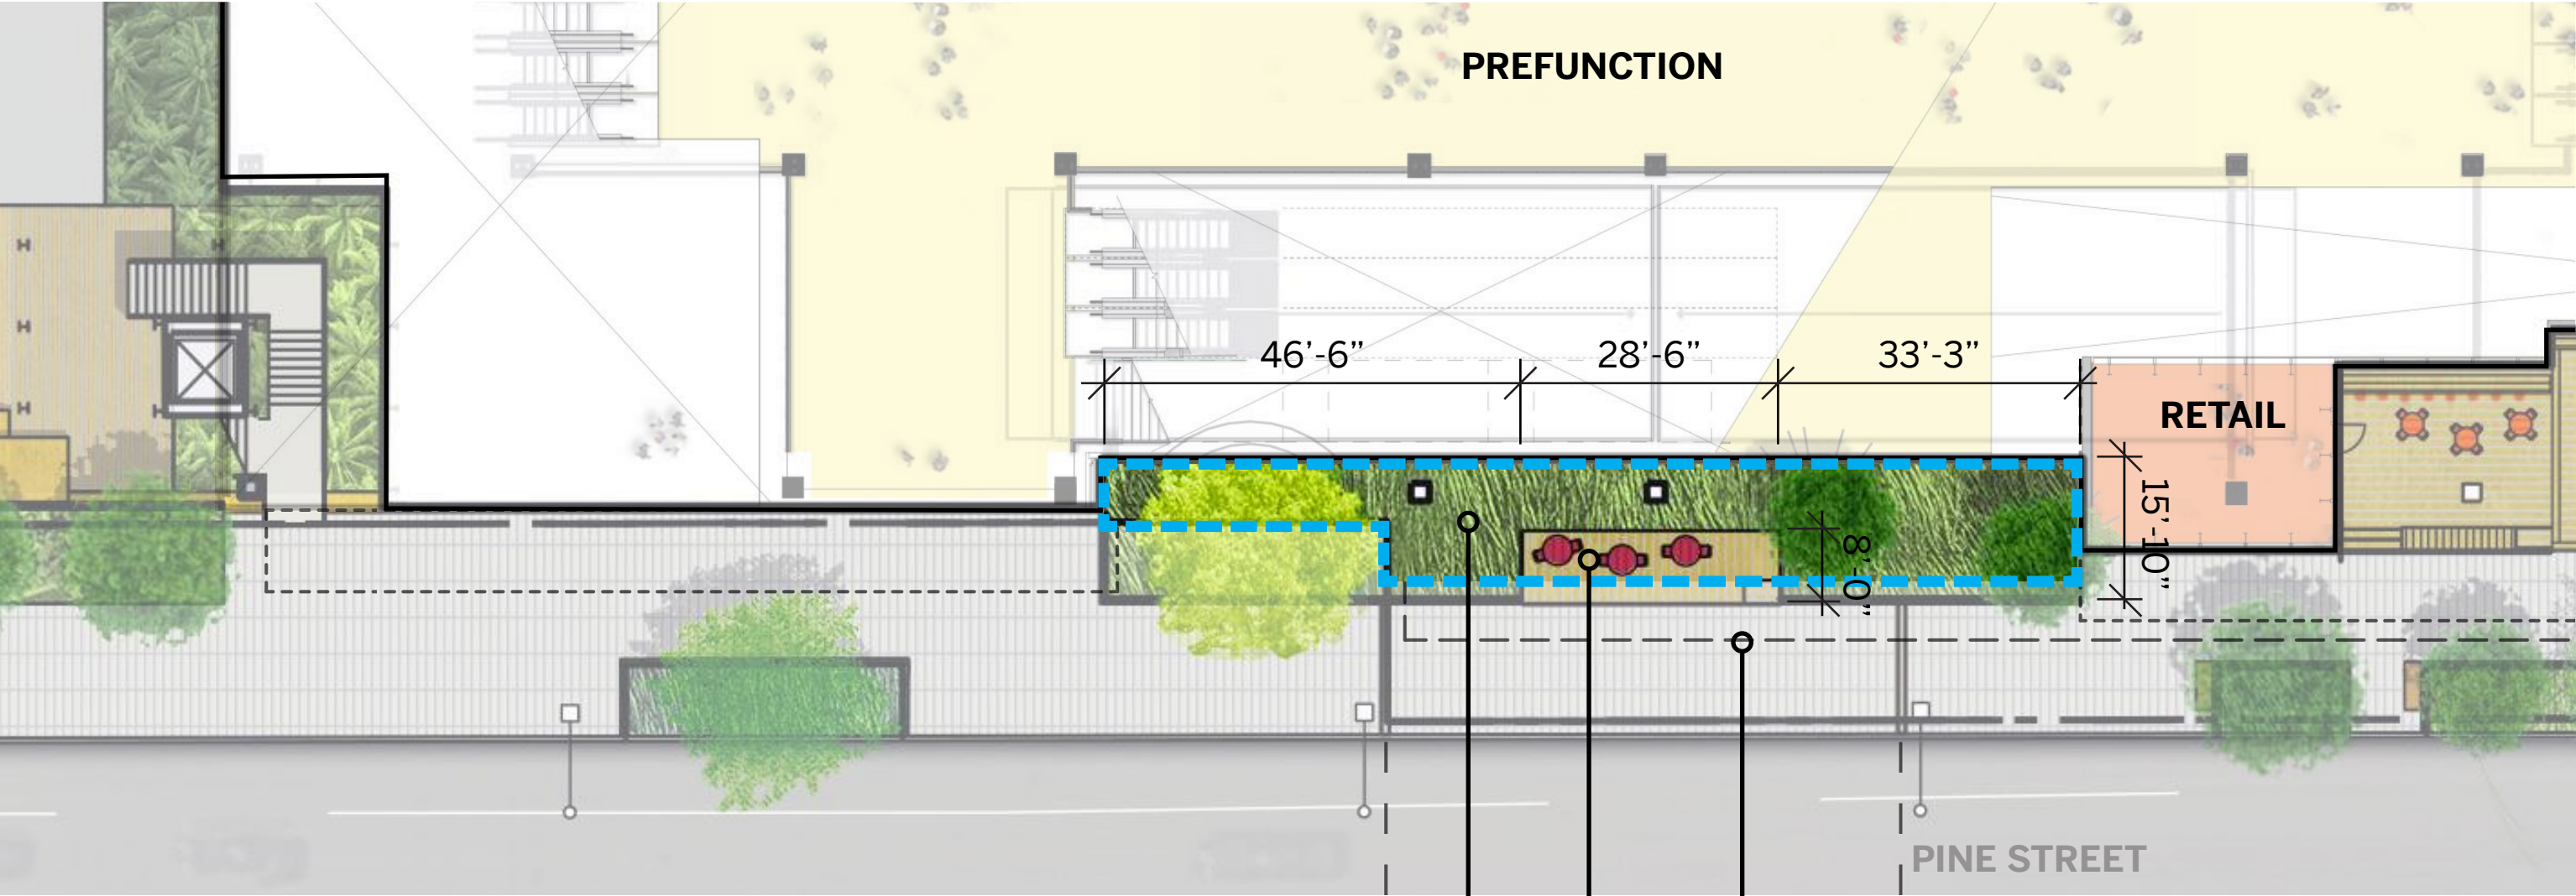 PREFUNCTION
46’-6”
28’-6”
33’-3”
RETAIL
15’-10”
8’-0”
PINE STREET